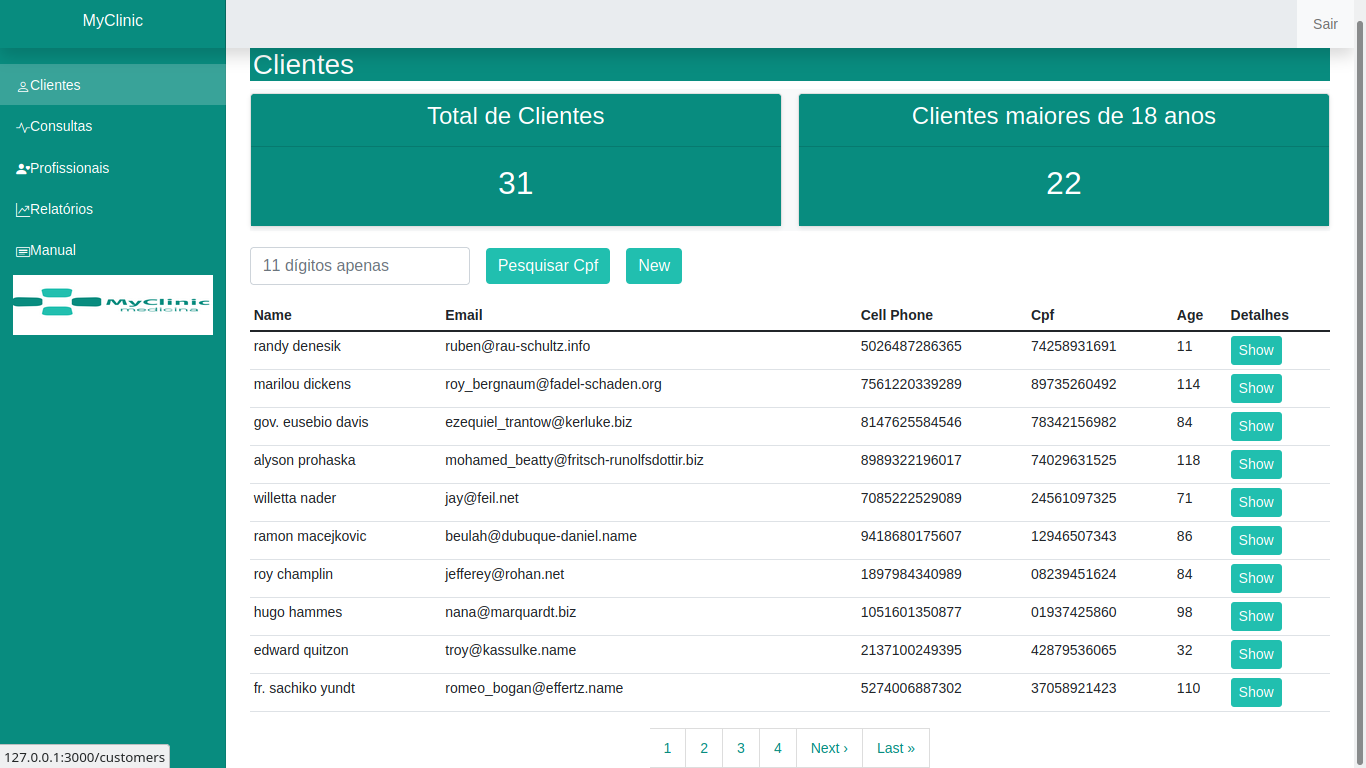 MyClinic
Sair
Clientes
Consultas
Profissionais
Relatórios
Manual
MyClinic
medicina
Clientes
Total de Clientes
31
Clientes maiores de 18 anos
22
11 dígitos apenas Pesquisar Cpf New
Name Email Cell Phone Cpf Age Detalhes
randy denesik ruben@rau-schultz.info 5026487286365 74258931691 11 Show
marilou dickens roy_bergnaum@fadel-schaden.org 7561220339289 89735260492 114 Show
gov. eusebio davis ezequiel_trantow@kerluke.biz 8147625584546 78342156982 84 Show
alyson prohaska mohamed_beatty@fritsch-runolfsdottir.biz 8989322196017 74029631525 118 Show
willetta nader jay@feil.net 7085222529089 24561097325 71 Show
ramon macejkovic beulah@dubuque-daniel.name 9418680175607 12946507343 86 Show
roy champlin jefferey@rohan.net 1897984340989 08239451624 84 Show
hugo hammes nana@marquardt.biz 1051601350877 01937425860 98 Show
edward quitzon troy@kassulke.name 2137100249395 42879536065 32 Show
fr. sachiko yundt romeo_bogan@effertz.name 5274006887302 37058921423 110 Show
1 2 3 4 Next › Last »
127.0.0.1:3000/customers